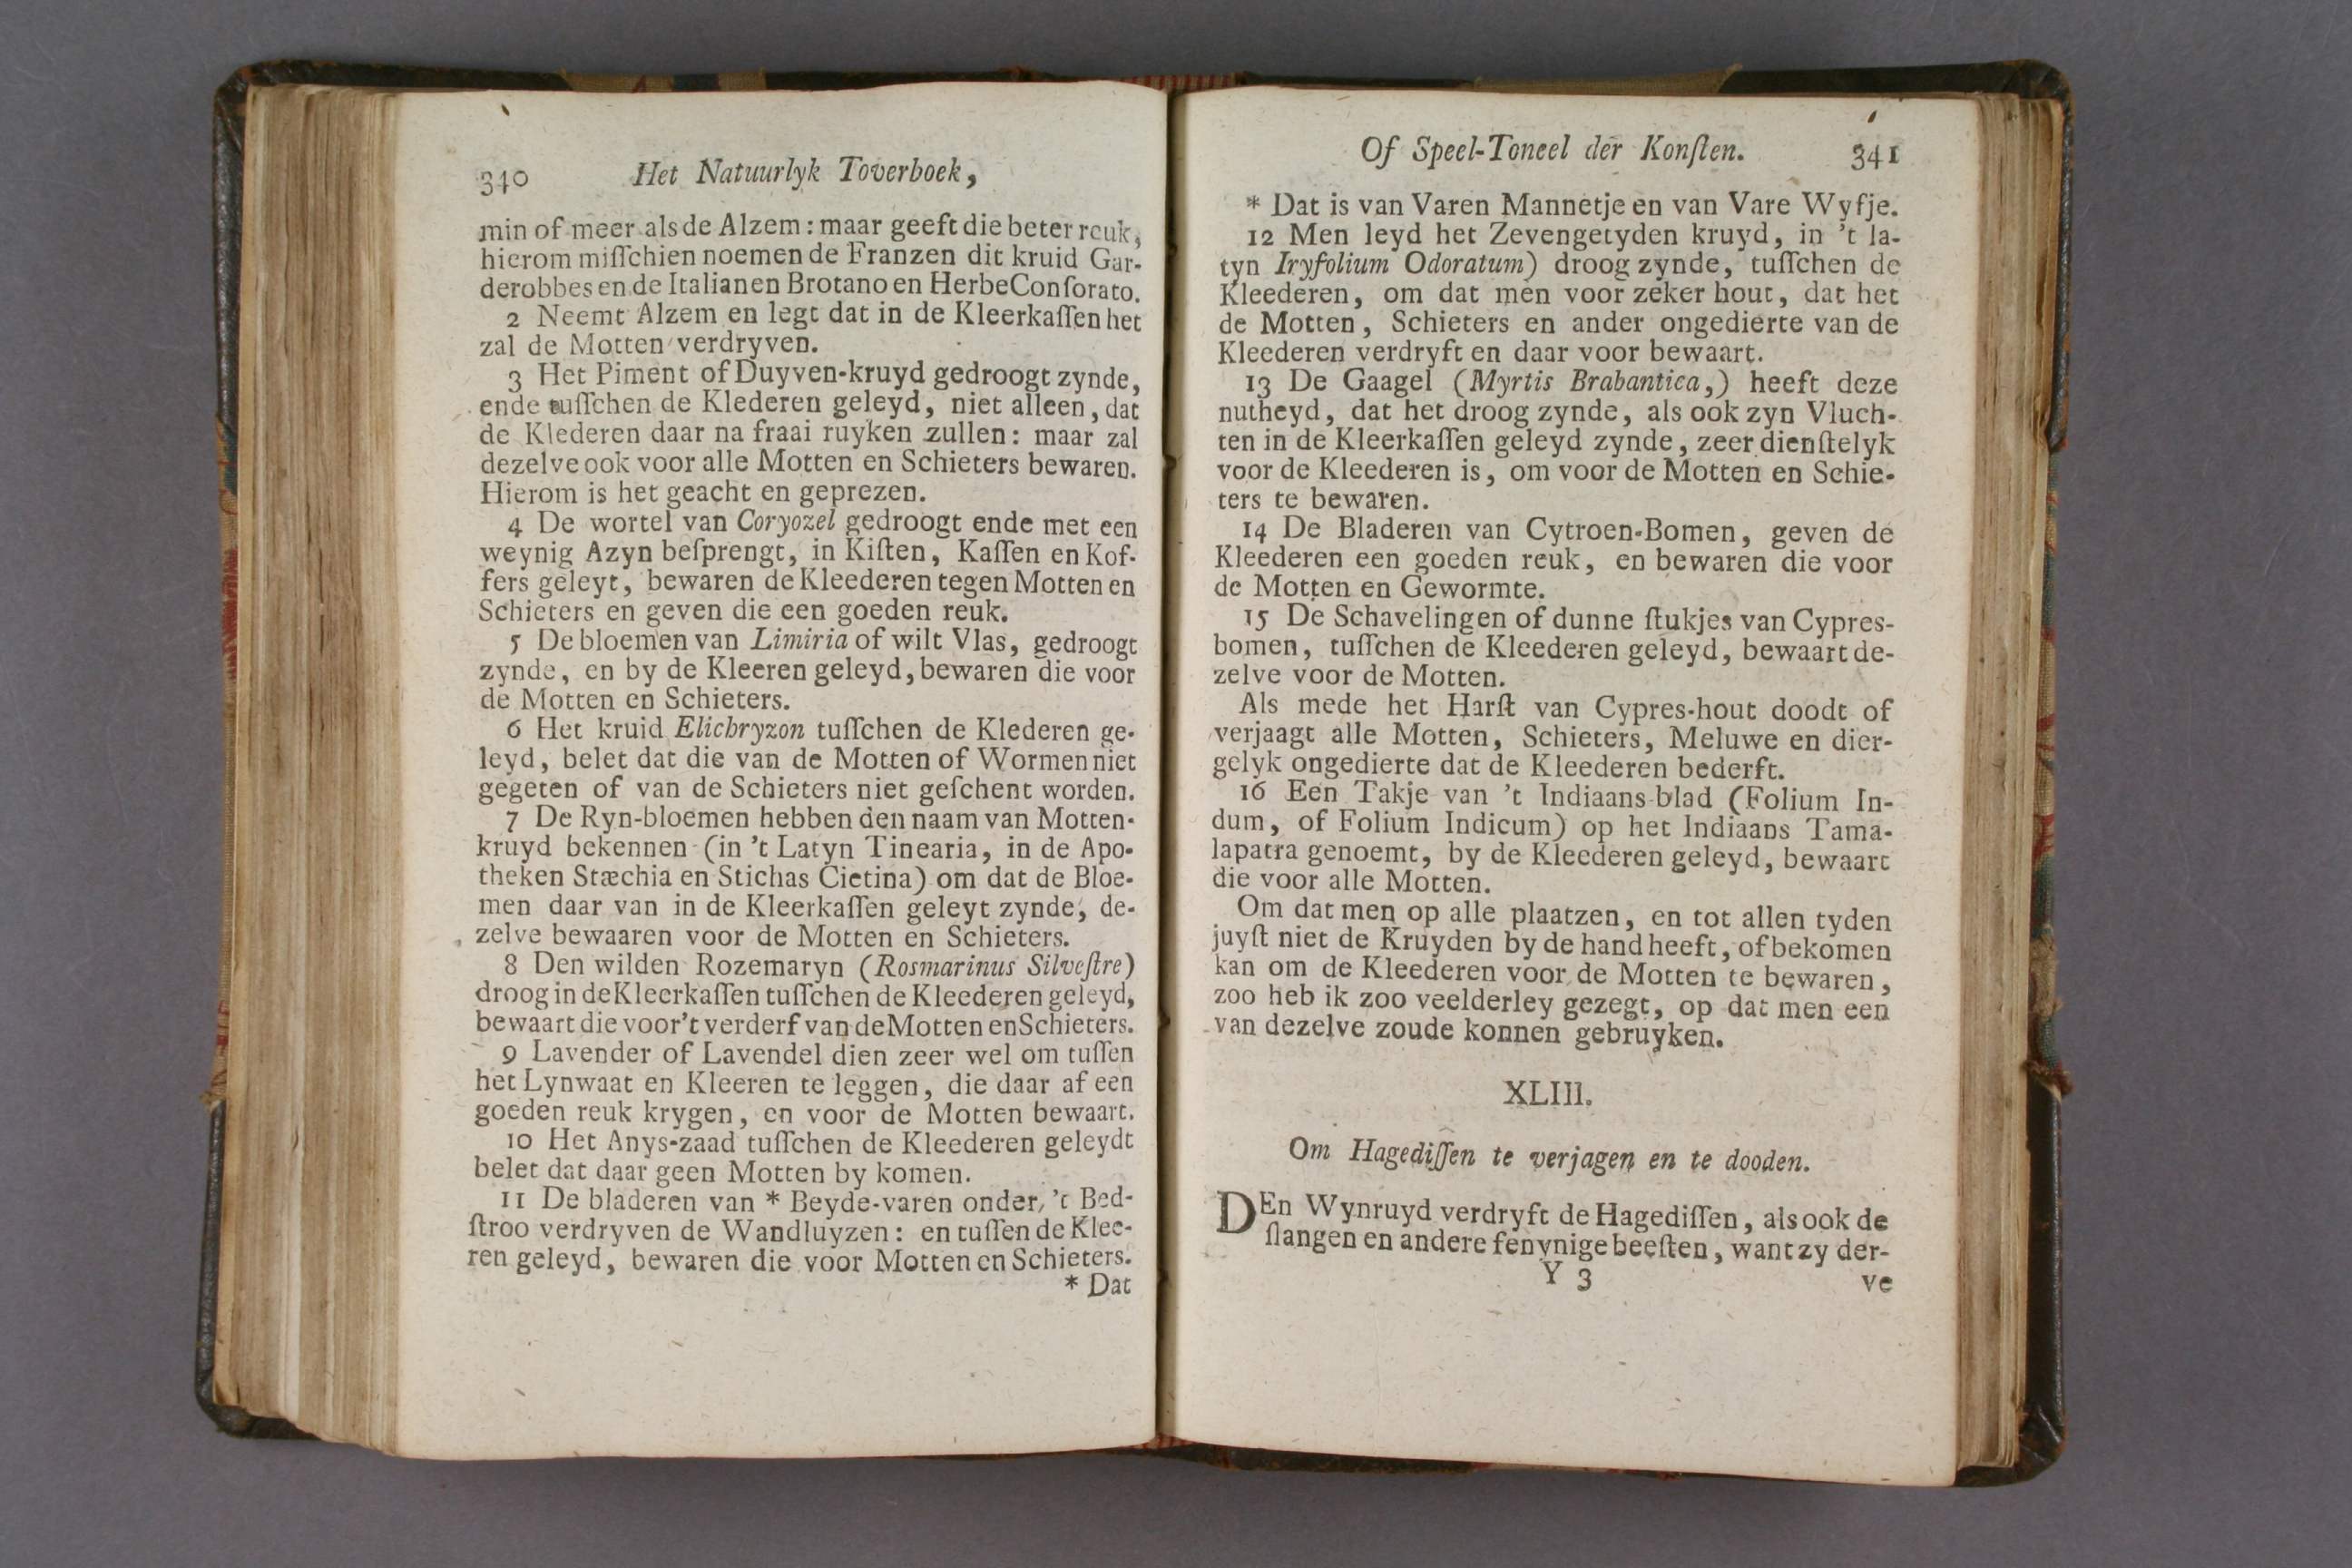 340 Het Natuurlyk Toverboek,
min of meer als de Alzem: maar geeft die beter reuk,
hierom miſſchien noemen de Franzen dit kruid Gar-
derobbes en de Italianen Brotano en Herbe Conſorato.
2 Neemt Alzem en legt dat in de Kleerkaſſen het
zal de Motten verdryven.
3 Het Piment of Duyven-kruyd gedroogt zynde,
ende tuſſchen de Klederen geleyd, niet alleen, dat
de Klederen daar na fraai ruyken zullen: maar zal
dezelve ook voor alle Motten en Schieters bewaren.
Hierom is het geacht en geprezen.
4 De wortel van Coryozel gedroogt ende met een
weynig Azyn beſprengt, in Kiſten, Kaſſen en Kof-
fers geleyt, bewaren de Kleederen tegen Motten en
Schieters en geven die een goeden reuk.
5 De bloemen van Limiria of wilt Vlas, gedroogt
zynde, en by de Kleeren geleyd, bewaren die voor
de Motten en Schieters.
6 Het kruid Elichryzon tuſſchen de Klederen ge-
leyd, belet dat die van de Motten of Wormen niet
gegeten of van de Schieters niet geſchent worden.
7 De Ryn-bloemen hebben den naam van Motten-
kruyd bekennen (in 't Latyn Tinearia, in de Apo-
theken Stæchia en Stichas Cietina) om dat de Bloe-
men daar van in de Kleerkaſſen geleyt zynde, de-
zelve bewaaren voor de Motten en Schieters.
8 Den wilden Rozemaryn (Rosmarinus Silveſtre)
droog in de Kleerkaſſen tuſſchen de Kleederen geleyd,
bewaart die voor 't verderf van de Motten en Schieters.
9 Lavender of Lavendel dien zeer wel om tuſſen
het Lynwaat en Kleeren te leggen, die daar af een
goeden reuk krygen, en voor de Motten bewaart.
10 Het Anys-zaad tuſſchen de Kleederen geleydt
belet dat daar geen Motten by komen.
11 De bladeren van * Beyde-varen onder, 't Bed-
ſtroo verdryven de Wandluyzen: en tuſſen de Klee-
ren geleyd, bewaren die voor Motten en Schieters.
* Dat
Of Speel-Toneel der Konſten. 341
* Dat is van Varen Mannetje en van Vare Wyfje.
12 Men leyd het Zevengetyden kruyd, in 't la-
tyn Iryfolium Odoratum) droog zynde, tuſſchen de
Kleederen, om dat men voor zeker hout, dat het
de Motten, Schieters en ander ongedierte van de
Kleederen verdryft en daar voor bewaart.
13 De Gaagel (Myrtis Brabantica,) heeft deze
nutheyd, dat het droog zynde, als ook zyn Vluch-
ten in de Kleerkaſſen geleyd zynde, zeer dienſtelyk
voor de Kleederen is, om voor de Motten en Schie-
ters te bewaren.
14 De Bladeren van Cytroen-Bomen, geven de
Kleederen een goeden reuk, en bewaren die voor
de Motten en Gewormte.
15 De Schavelingen of dunne ſtukjes van Cypres-
bomen, tuſſchen de Kleederen geleyd, bewaart de-
zelve voor de Motten.
Als mede het Harſt van Cypres-hout doodt of
verjaagt alle Motten, Schieters, Meluwe en dier-
gelyk ongedierte dat de Kleederen bederft.
16 Een Takje van 't Indiaans-blad (Folium In-
dum, of Folium Indicum) op het Indiaans Tama-
lapatra genoemt, by de Kleederen geleyd, bewaart
die voor alle Motten.
Om dat men op alle plaatzen, en tot allen tyden
juyſt niet de Kruyden by de hand heeft, of bekomen
kan om de Kleederen voor de Motten te bewaren,
zoo heb ik zoo veelderley gezegt, op dat men een
van dezelve zoude konnen gebruyken.
XLIII.
Om Hagediſſen te verjagen en te dooden.
DEn Wynruyd verdryft de Hagediſſen, als ook de
ſlangen en andere fenynige beeſten, want zy der-
Y 3 ve